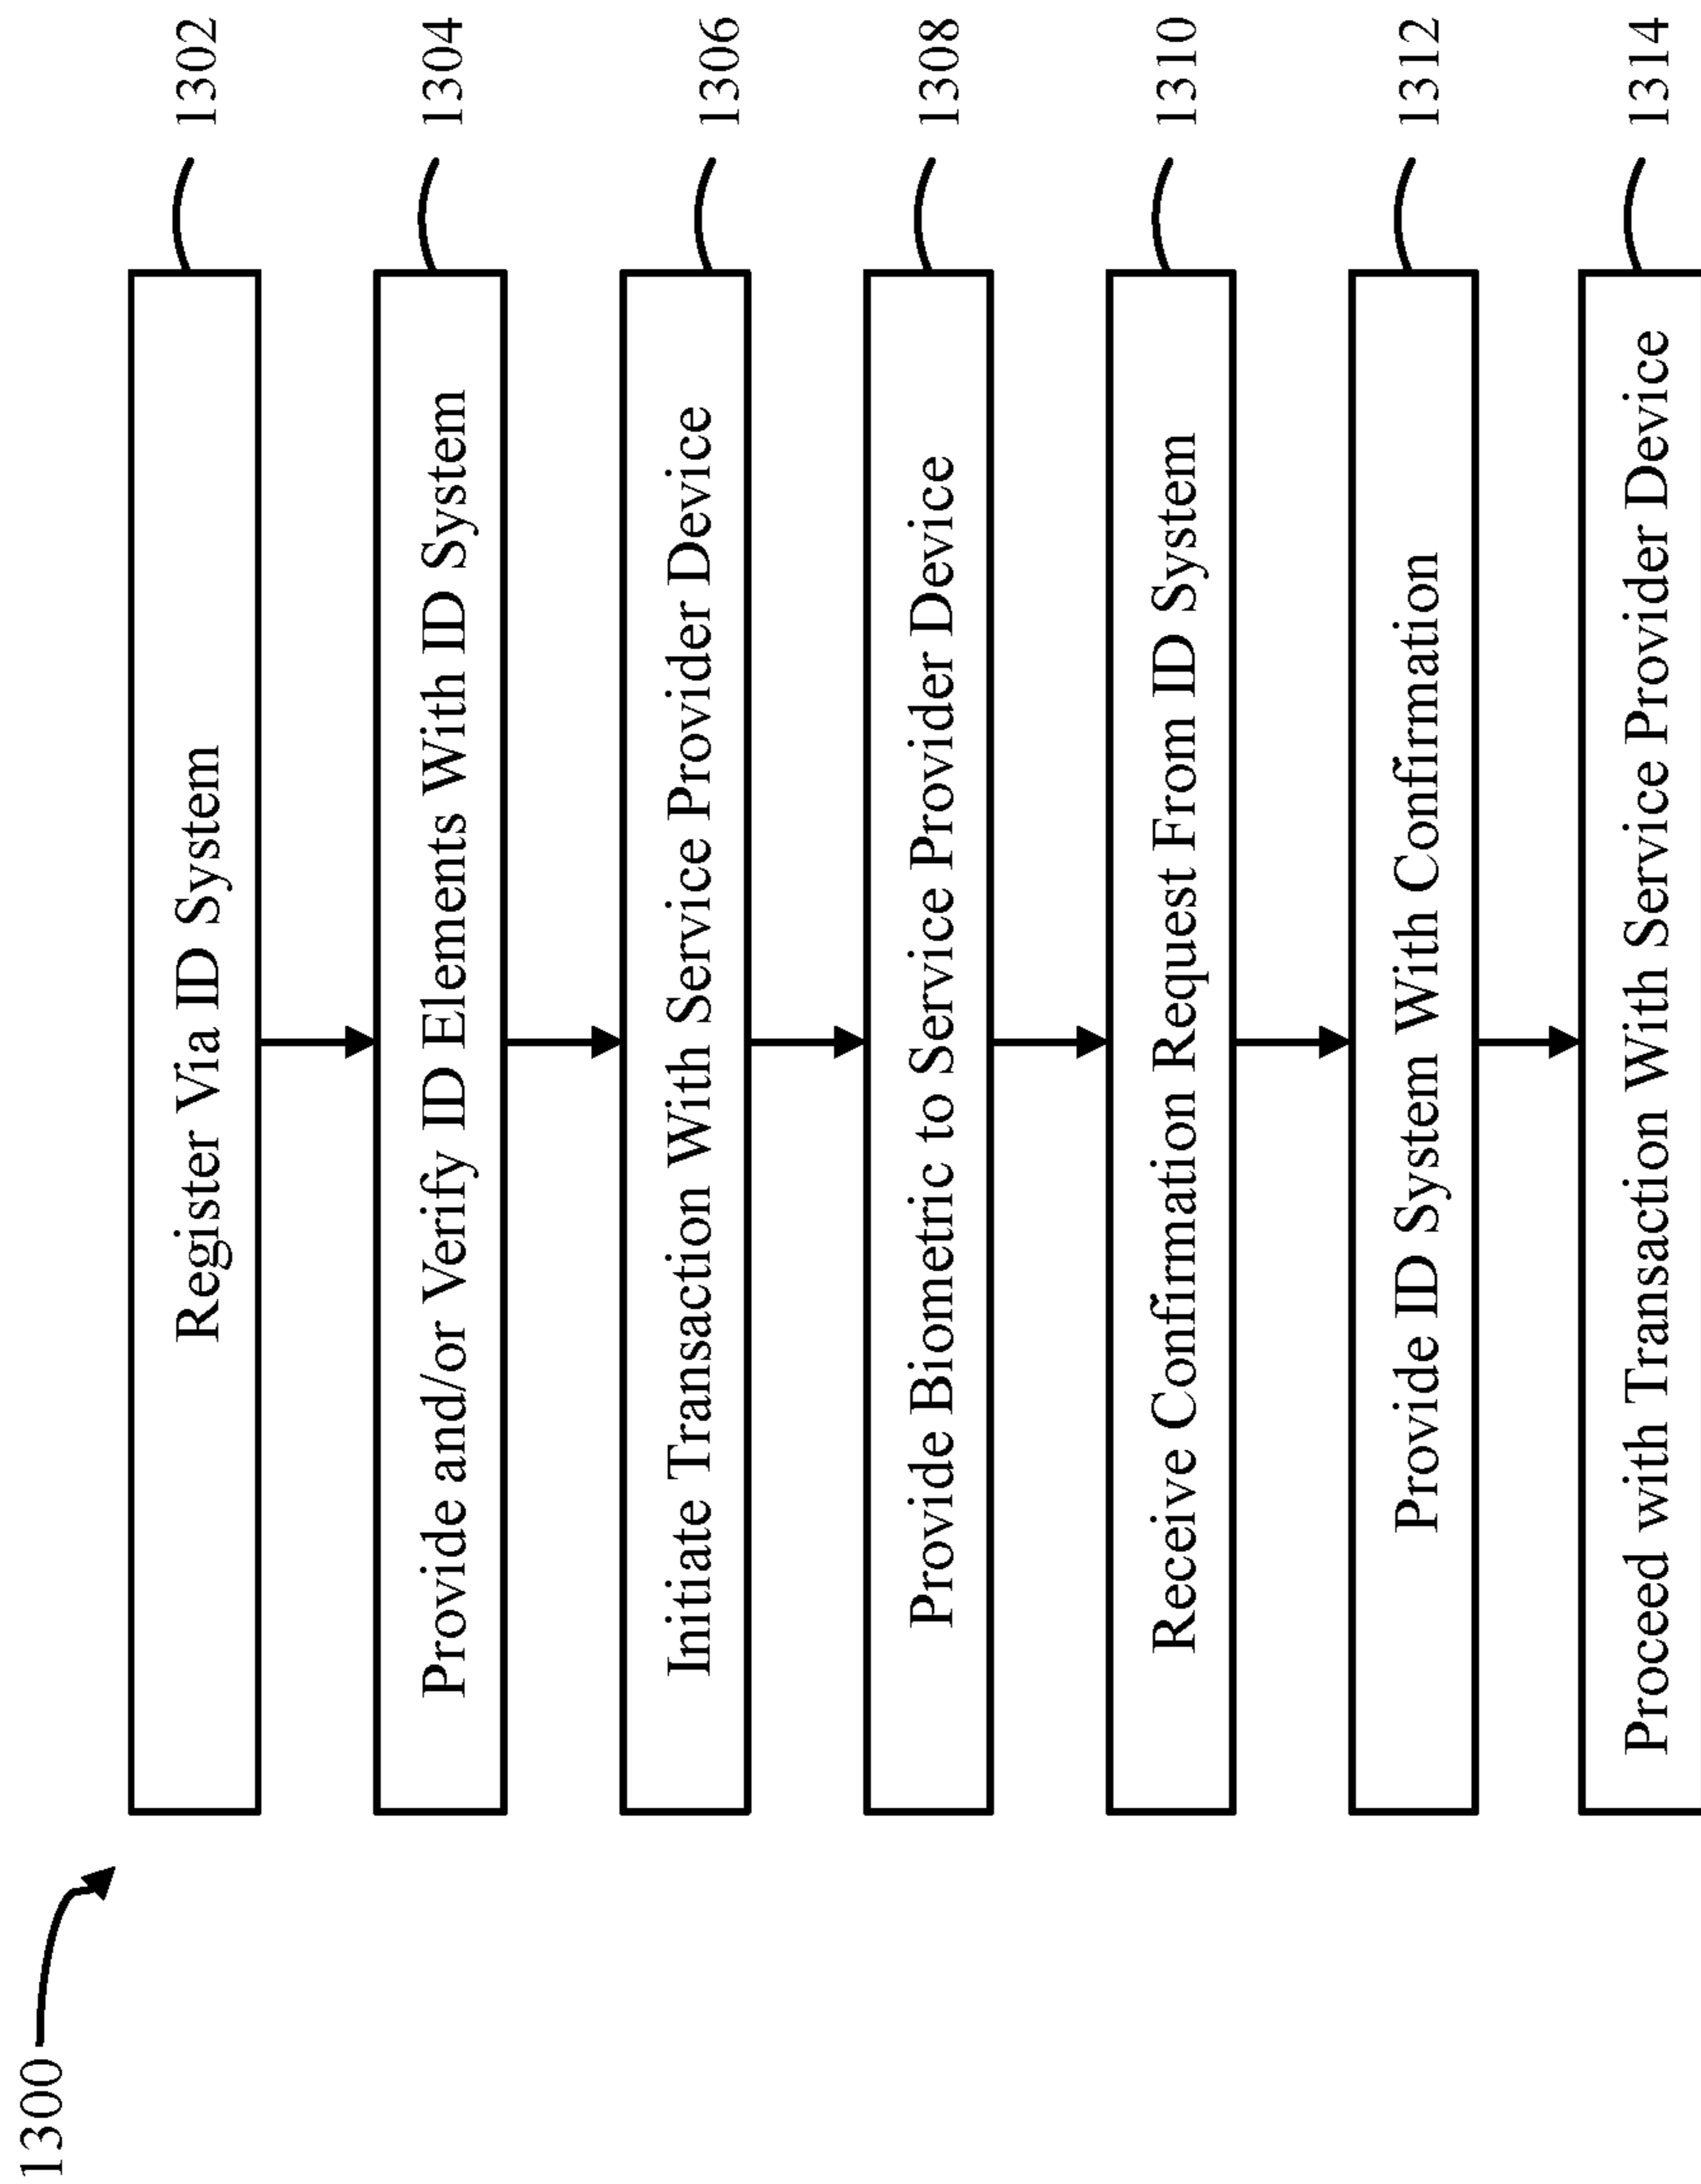 1300
Register Via ID System
1302
Provide and/or Verify ID Elements With ID System
1304
Initiate Transaction With Service Provider Device
1306
Provide Biometric to Service Provider Device
1308
Receive Confirmation Request From ID System
1310
Provide ID System With Confirmation
1312
Proceed with Transaction With Service Provider Device
1314